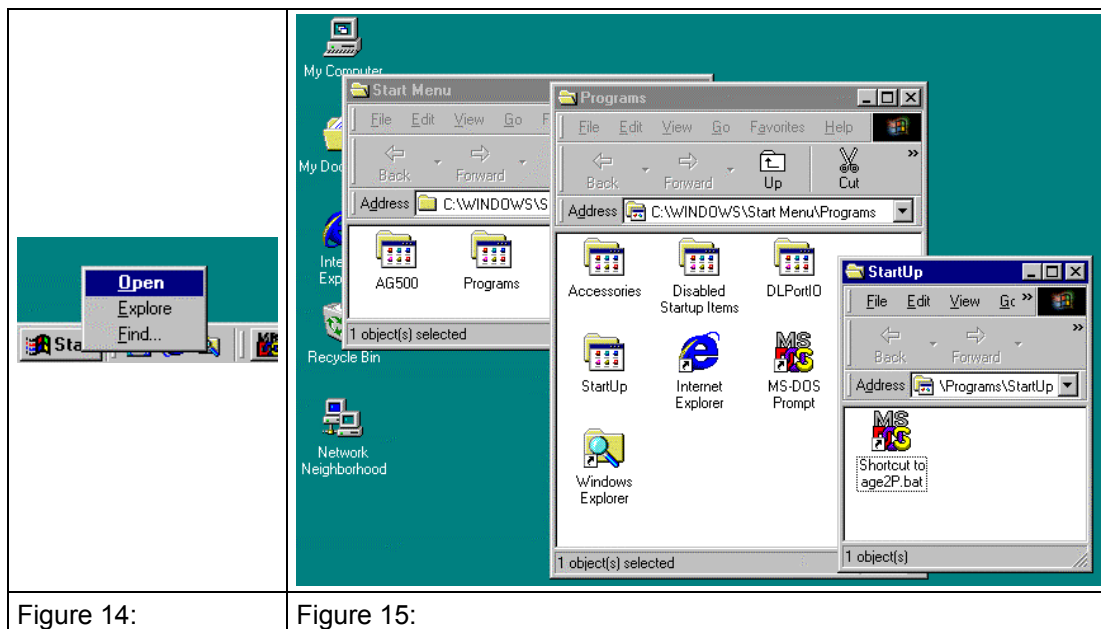 Open
Explore
Find...
Sta
My Computer
Start Menu
File Edit View Go F
Back Forward
Address C:\WINDOWS\S
AG500 Programs
1 object(s) selected
My Doc
Inte
Exp
Recycle Bin
Network
Neighborhood
Programs
File Edit View Go Favorites Help
Back Forward Up Cut »
Address C:\WINDOWS\Start Menu\Programs
Accessories Disabled Startup Items DLPortIO
StartUp Internet Explorer MS-DOS Prompt
Windows Explorer
1 object(s) selected
StartUp
File Edit View Gc »
Back Forward »
Address \Programs\StartUp
Shortcut to
age2P.bat
1 object(s)
Figure 14: Figure 15: